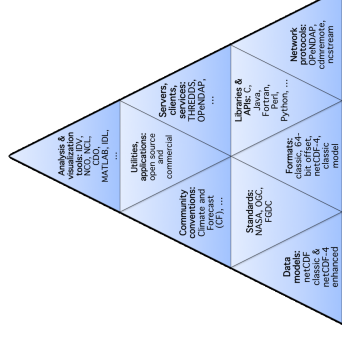 Analysis &
visualization
tools: IDV,
NCO, NCL,
CDO,
MATLAB, IDL,
...
Utilities,
applications:
open source
and
commercial
Community
conventions:
Climate and
Forecast
(CF), ...
Servers,
clients,
services:
THREDDS,
OPeNDAP,
...
Standards:
NASA, OGC,
FGDC
Libraries &
APIs: C,
Java,
Fortran,
Perl,
Python, ...
Data
models:
netCDF
classic &
netCDF-4
enhanced
Formats:
classic, 64-
bit offset,
netCDF-4,
classic
model
Network
protocols:
OPeNDAP,
cdmremote,
ncstream